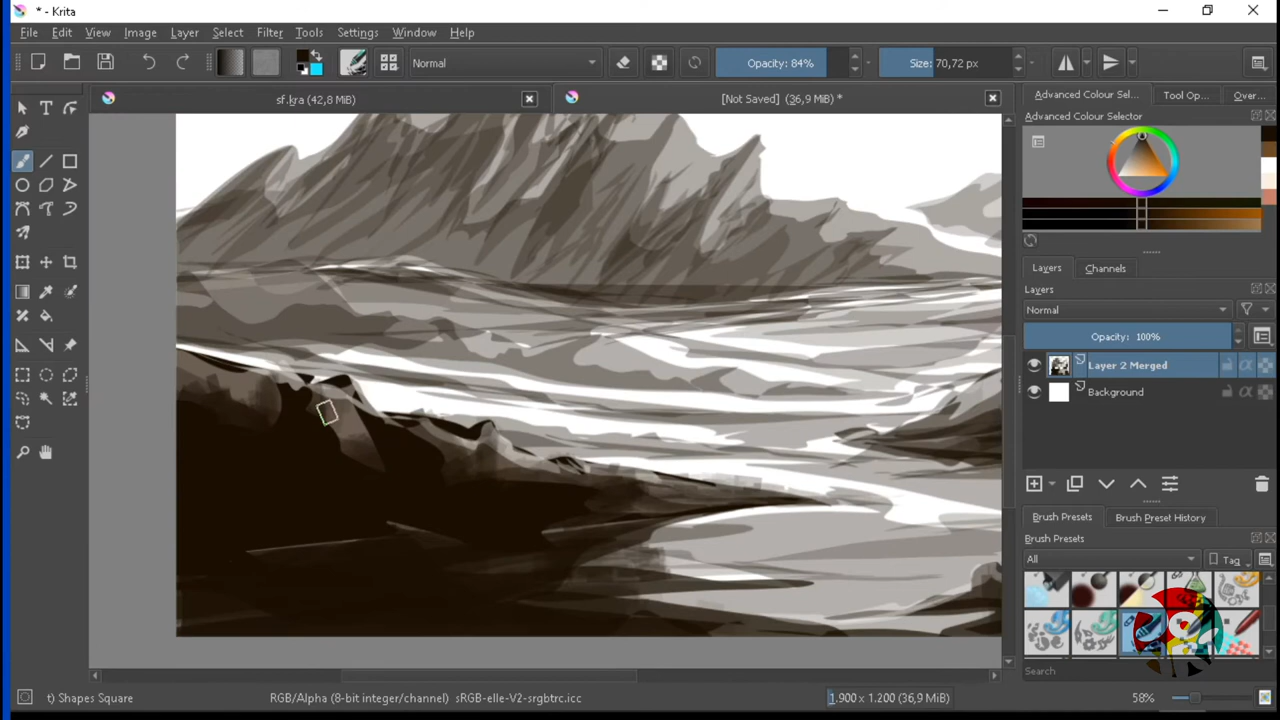 * - Krita
File Edit View Image Layer Select Filter Tools Settings Window Help
Normal Opacity: 84% Size: 70,72 px
sf.kra (42,8 MiB) [Not Saved] (36,9 MiB) *
Advanced Colour Sel... Tool Op... Over...
Advanced Colour Selector
Layers Channels
Layers
Normal
Opacity: 100%
Layer 2 Merged
Background
Brush Presets Brush Preset History
Brush Presets
All Tag
Search
t) Shapes Square RGB/Alpha (8-bit integer/channel) sRGB-elle-V2-srgbtrc.icc 1.900 x 1.200 (36,9 MiB) 58%